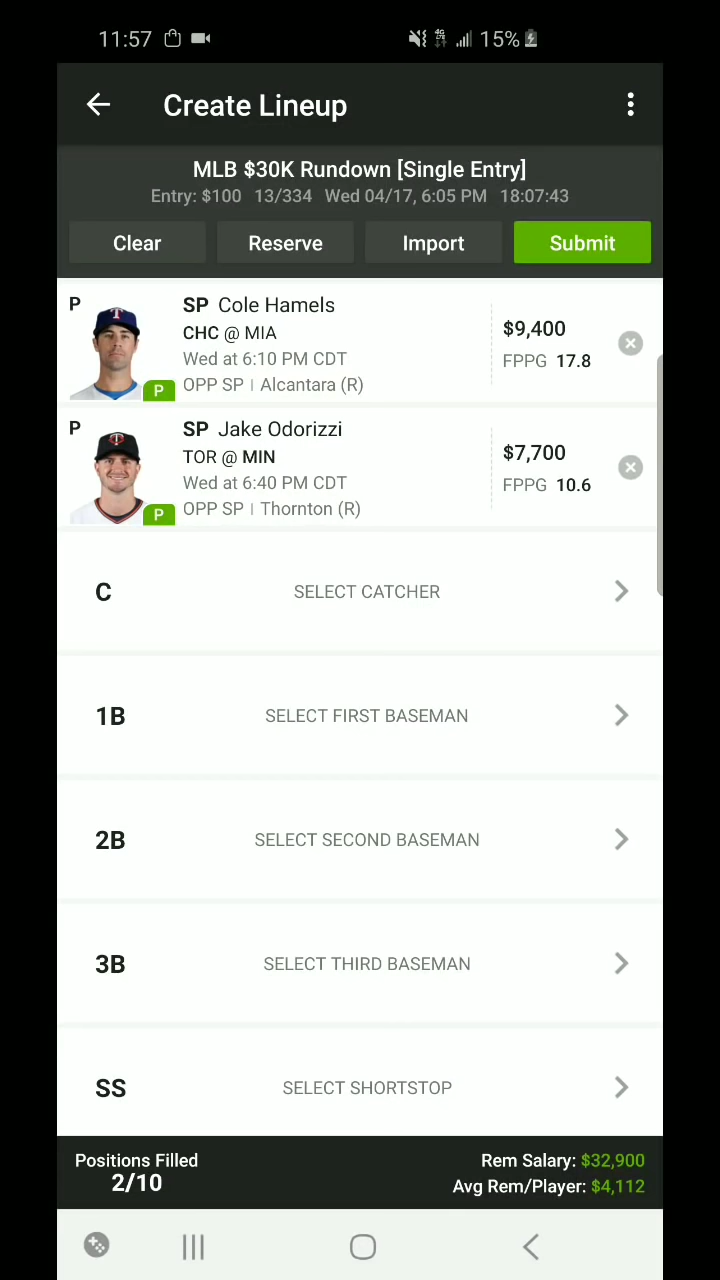 11:57 15%
Create Lineup
MLB $30K Rundown [Single Entry]
Entry: $100 13/334 Wed 04/17, 6:05 PM 18:07:43
Clear Reserve Import Submit
P SP Cole Hamels
CHC @ MIA
$9,400
Wed at 6:10 PM CDT
FPPG 17.8
P OPP SP | Alcantara (R)
P SP Jake Odorizzi
TOR @ MIN
$7,700
Wed at 6:40 PM CDT
FPPG 10.6
P OPP SP | Thornton (R)
C SELECT CATCHER
1B SELECT FIRST BASEMAN
2B SELECT SECOND BASEMAN
3B SELECT THIRD BASEMAN
SS SELECT SHORTSTOP
Positions Filled Rem Salary: $32,900
2/10 Avg Rem/Player: $4,112